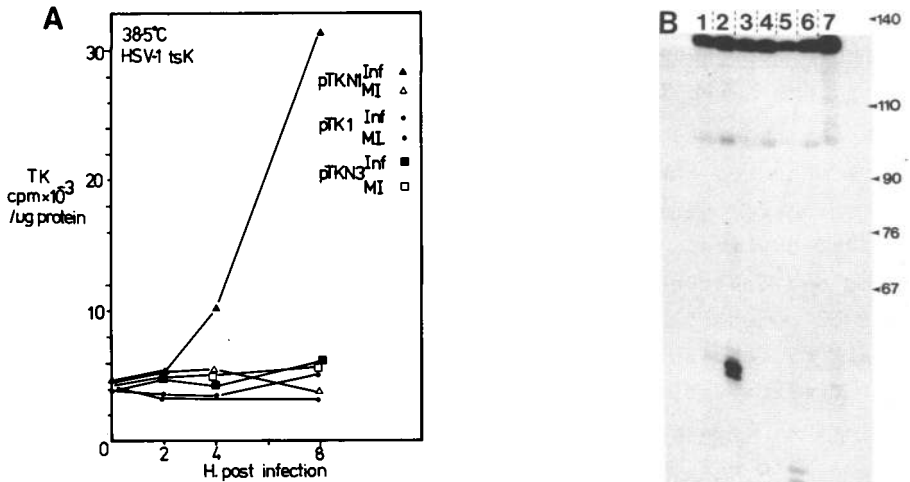 A
38·5°C
HSV-1 tsK
30
20
10
0
TK
cpm×10⁻³
/ug protein
pTKN1 Inf
MI
pTK1 Inf
MI
pTKN3 Inf
MI
2 4 8
H. post infection
B 1 2 3 4 5 6 7
140
110
90
76
67